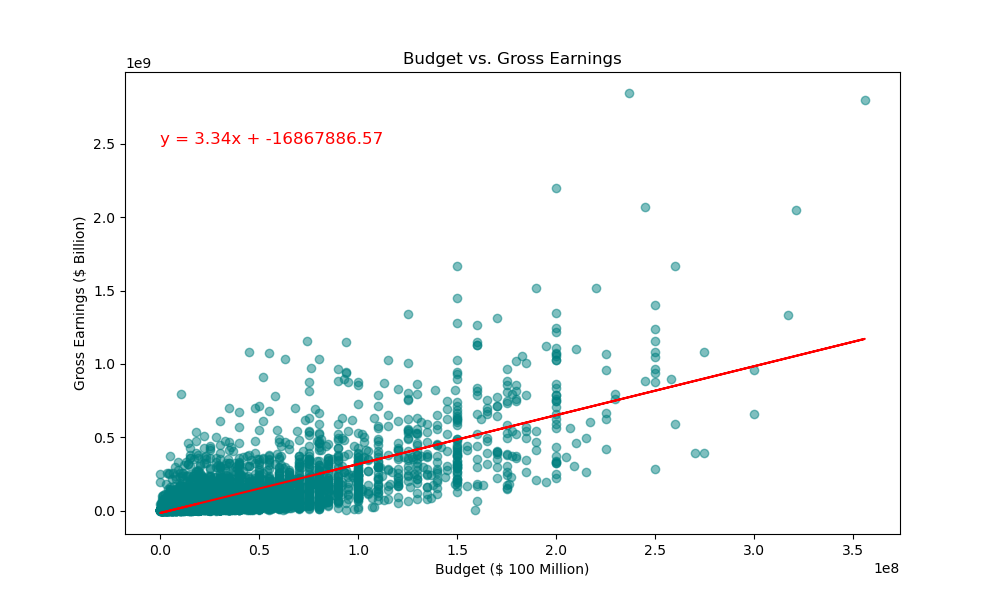 Budget vs. Gross Earnings
1e9
y = 3.34x + -16867886.57
2.5
2.0
1.5
1.0
0.5
0.0
Gross Earnings ($ Billion)
0.0 0.5 1.0 1.5 2.0 2.5 3.0 3.5
1e8
Budget ($ 100 Million)